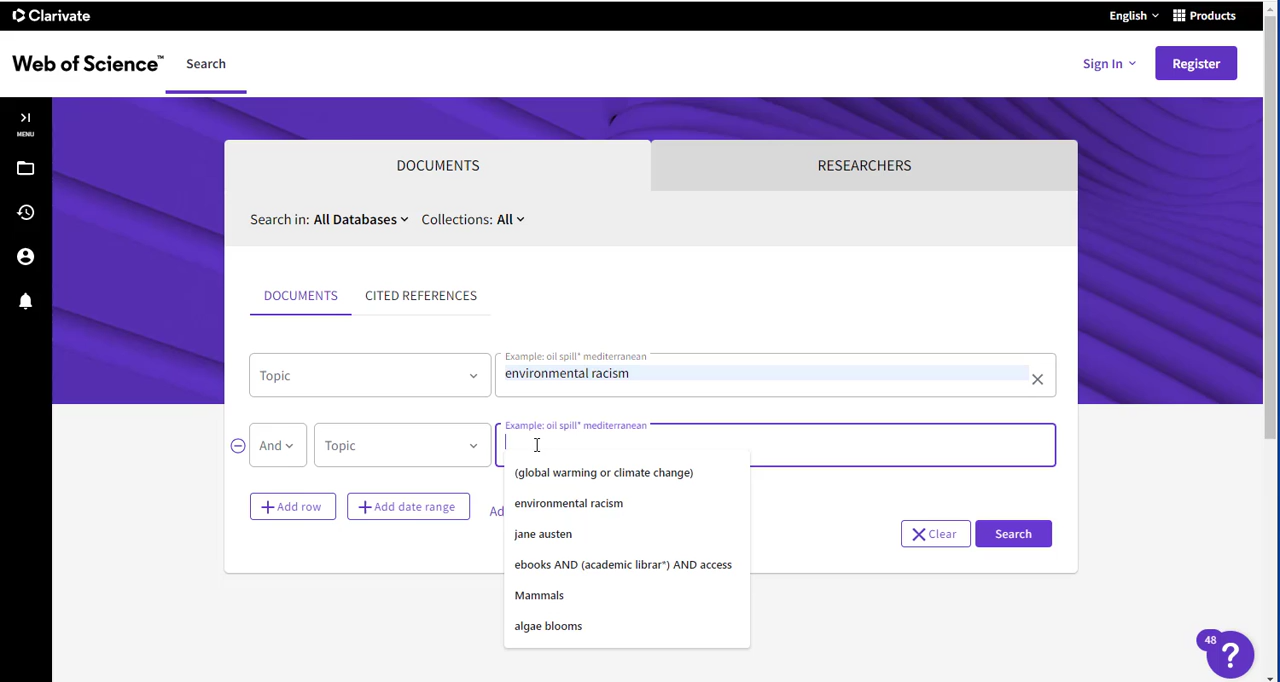 Clarivate
English
Products
Web of Science™
Search
Sign In
Register
MENU
DOCUMENTS
RESEARCHERS
Search in: All Databases
Collections: All
DOCUMENTS
CITED REFERENCES
Topic
Example: oil spill* mediterranean
environmental racism
And
Topic
Example: oil spill* mediterranean
(global warming or climate change)
environmental racism
jane austen
ebooks AND (academic librar*) AND access
Mammals
algae blooms
+ Add row
+ Add date range
Ad
Clear
Search
48
?